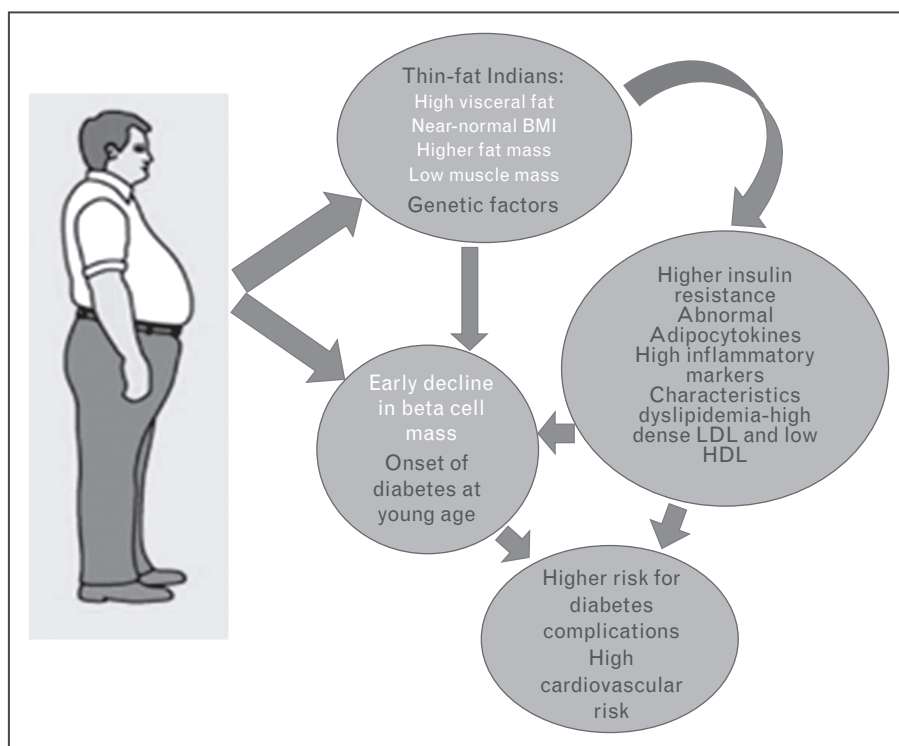 Thin-fat Indians:
High visceral fat
Near-normal BMI
Higher fat mass
Low muscle mass
Genetic factors
Higher insulin
resistance
Abnormal
Adipocytokines
High inflammatory
markers
Characteristics
dyslipidemia-high
dense LDL and low
HDL
Early decline
in beta cell
mass
Onset of
diabetes at
young age
Higher risk for
diabetes
complications
High
cardiovascular
risk